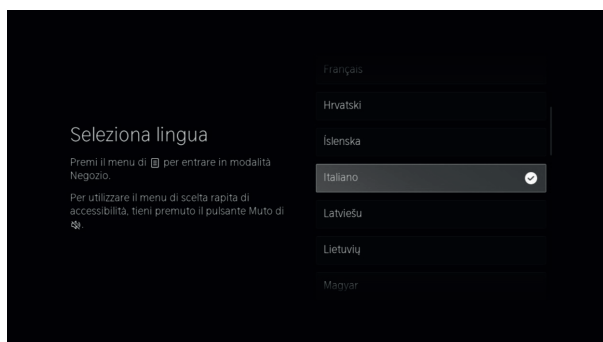 Seleziona lingua
Premi il menu di per entrare in modalità
Negozio.
Per utilizzare il menu di scelta rapida di
accessibilità, tieni premuto il pulsante Muto di
.
Français
Hrvatski
Íslenska
Italiano
Latviešu
Lietuvių
Magyar